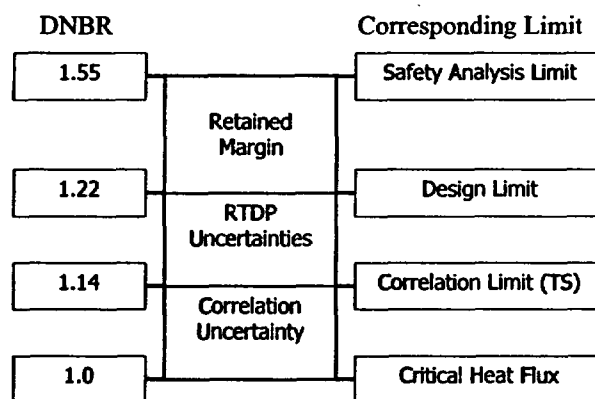 DNBR Corresponding Limit
1.55 Safety Analysis Limit
Retained
Margin
1.22 Design Limit
RTDP
Uncertainties
1.14 Correlation Limit (TS)
Correlation
Uncertainty
1.0 Critical Heat Flux